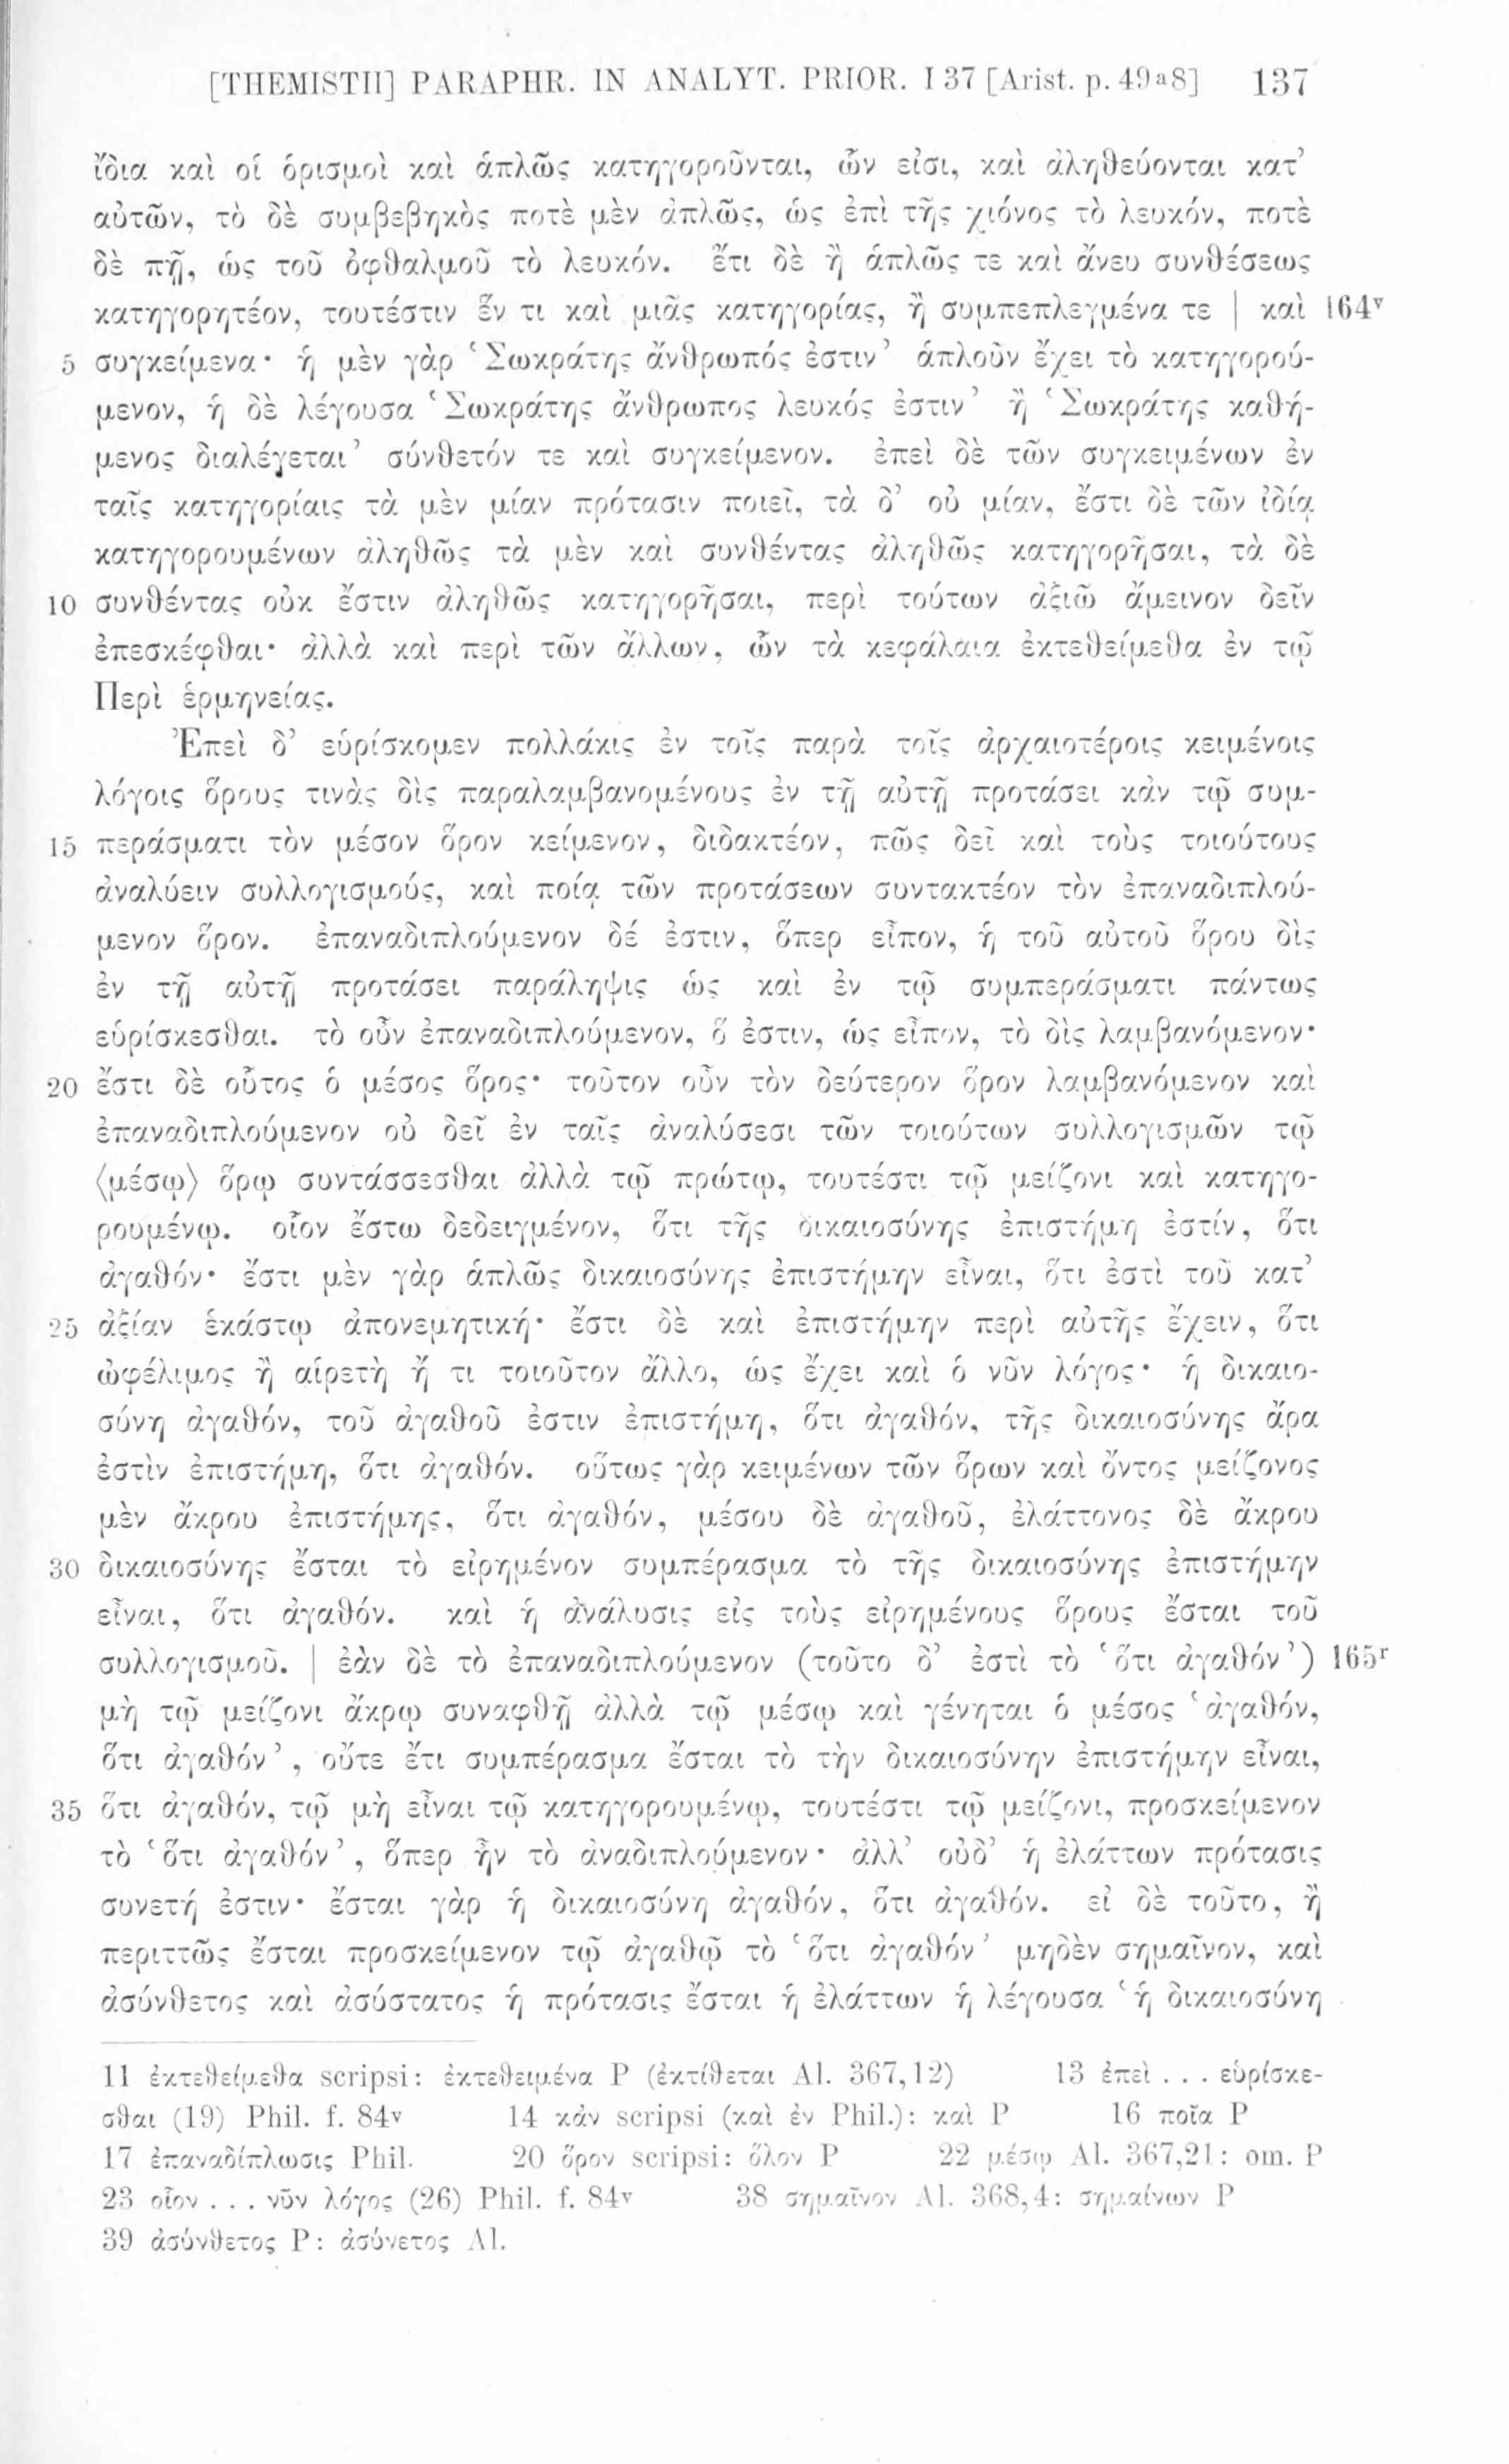 [THEMISTII] PARAPHR. IN ANALYT. PRIOR. I 37 [Arist. p. 49a8] 137
ἴδια καὶ οἱ ὁρισμοὶ καὶ ἁπλῶς κατηγοροῦνται, ὧν εἰσι, καὶ ἀληθεύονται κατ’
αὐτῶν, τὸ δὲ συμβεβηκὸς ποτὲ μὲν ἁπλῶς, ὡς ἐπὶ τῆς χιόνος τὸ λευκόν, ποτὲ
δὲ πῇ, ὡς τοῦ ὀφθαλμοῦ τὸ λευκόν. ἔτι δὲ ἢ ἁπλῶς τε καὶ ἄνευ συνθέσεως
κατηγορητέον, τουτέστιν ἕν τι καὶ μιᾶς κατηγορίας, ἢ συμπεπλεγμένα τε | καὶ 164v
5 συγκείμενα· ἡ μὲν γὰρ ‘Σωκράτης ἄνθρωπός ἐστιν’ ἁπλοῦν ἔχει τὸ κατηγορού-
μενον, ἡ δὲ λέγουσα ‘Σωκράτης ἄνθρωπος λευκός ἐστιν’ ἢ ‘Σωκράτης καθή-
μενος διαλέγεται’ σύνθετόν τε καὶ συγκείμενον. ἐπεὶ δὲ τῶν συγκειμένων ἐν
ταῖς κατηγορίαις τὰ μὲν μίαν πρότασιν ποιεῖ, τὰ δ’ οὐ μίαν, ἔστι δὲ τῶν ἰδίᾳ
κατηγορουμένων ἀληθῶς τὰ μὲν καὶ συνθέντας ἀληθῶς κατηγορῆσαι, τὰ δὲ
10 συνθέντας οὐκ ἔστιν ἀληθῶς κατηγορῆσαι, περὶ τούτων ἀξιῶ ἄμεινον δεῖν
ἐπεσκέφθαι· ἀλλὰ καὶ περὶ τῶν ἄλλων, ὧν τὰ κεφάλαια ἐκτεθείμεθα ἐν τῷ
Περὶ ἑρμηνείας.
Ἐπεὶ δ’ εὑρίσκομεν πολλάκις ἐν τοῖς παρὰ τοῖς ἀρχαιοτέροις κειμένοις
λόγοις ὅρους τινὰς δὶς παραλαμβανομένους ἐν τῇ αὐτῇ προτάσει κἀν τῷ συμ-
15 περάσματι τὸν μέσον ὅρον κείμενον, διδακτέον, πῶς δεῖ καὶ τοὺς τοιούτους
ἀναλύειν συλλογισμούς, καὶ ποίᾳ τῶν προτάσεων συντακτέον τὸν ἐπαναδιπλού-
μενον ὅρον. ἐπαναδιπλούμενον δέ ἐστιν, ὅπερ εἶπον, ἡ τοῦ αὐτοῦ ὅρου δὶς
ἐν τῇ αὐτῇ προτάσει παράληψις ὡς καὶ ἐν τῷ συμπεράσματι πάντως
εὑρίσκεσθαι. τὸ οὖν ἐπαναδιπλούμενον, ὅ ἐστιν, ὡς εἶπον, τὸ δὶς λαμβανόμενον·
20 ἔστι δὲ οὗτος ὁ μέσος ὅρος· τοῦτον οὖν τὸν δεύτερον ὅρον λαμβανόμενον καὶ
ἐπαναδιπλούμενον οὐ δεῖ ἐν ταῖς ἀναλύσεσι τῶν τοιούτων συλλογισμῶν τῷ
〈μέσῳ〉 ὅρῳ συντάσσεσθαι ἀλλὰ τῷ πρώτῳ, τουτέστι τῷ μείζονι καὶ κατηγο-
ρουμένῳ. οἷον ἔστω δεδειγμένον, ὅτι τῆς δικαιοσύνης ἐπιστήμη ἐστίν, ὅτι
ἀγαθόν· ἔστι μὲν γὰρ ἁπλῶς δικαιοσύνης ἐπιστήμην εἶναι, ὅτι ἐστὶ τοῦ κατ’
25 ἀξίαν ἑκάστῳ ἀπονεμητική· ἔστι δὲ καὶ ἐπιστήμην περὶ αὐτῆς ἔχειν, ὅτι
ὠφέλιμος ἢ αἱρετὴ ἤ τι τοιοῦτον ἄλλο, ὡς ἔχει καὶ ὁ νῦν λόγος· ἡ δικαιο-
σύνη ἀγαθόν, τοῦ ἀγαθοῦ ἐστιν ἐπιστήμη, ὅτι ἀγαθόν, τῆς δικαιοσύνης ἄρα
ἐστὶν ἐπιστήμη, ὅτι ἀγαθόν. οὕτως γὰρ κειμένων τῶν ὅρων καὶ ὄντος μείζονος
μὲν ἄκρου ἐπιστήμης, ὅτι ἀγαθόν, μέσου δὲ ἀγαθοῦ, ἐλάττονος δὲ ἄκρου
30 δικαιοσύνης ἔσται τὸ εἰρημένον συμπέρασμα τὸ τῆς δικαιοσύνης ἐπιστήμην
εἶναι, ὅτι ἀγαθόν. καὶ ἡ ἀνάλυσις εἰς τοὺς εἰρημένους ὅρους ἔσται τοῦ
συλλογισμοῦ. | ἐὰν δὲ τὸ ἐπαναδιπλούμενον (τοῦτο δ’ ἐστὶ τὸ ‘ὅτι ἀγαθόν’) 165r
μὴ τῷ μείζονι ἄκρῳ συναφθῇ ἀλλὰ τῷ μέσῳ καὶ γένηται ὁ μέσος ‘ἀγαθόν,
ὅτι ἀγαθόν’, οὔτε ἔτι συμπέρασμα ἔσται τὸ τὴν δικαιοσύνην ἐπιστήμην εἶναι,
35 ὅτι ἀγαθόν, τῷ μὴ εἶναι τῷ κατηγορουμένῳ, τουτέστι τῷ μείζονι, προσκείμενον
τὸ ‘ὅτι ἀγαθόν’, ὅπερ ἦν τὸ ἀναδιπλούμενον· ἀλλ’ οὐδ’ ἡ ἐλάττων πρότασις
συνετή ἐστιν· ἔσται γὰρ ἡ δικαιοσύνη ἀγαθόν, ὅτι ἀγαθόν. εἰ δὲ τοῦτο, ἢ
περιττῶς ἔσται προσκείμενον τῷ ἀγαθῷ τὸ ‘ὅτι ἀγαθόν’ μηδὲν σημαῖνον, καὶ
ἀσύνθετος καὶ ἀσύστατος ἡ πρότασις ἔσται ἡ ἐλάττων ἡ λέγουσα ‘ἡ δικαιοσύνη
11 ἐκτεθείμεθα scripsi: ἐκτεθειμένα P (ἐκτίθεται Al. 367,12) 13 ἐπεὶ . . . εὑρίσκε-
σθαι (19) Phil. f. 84v 14 κἀν scripsi (καὶ ἐν Phil.): καὶ P 16 ποῖα P
17 ἐπαναδίπλωσις Phil. 20 ὅρον scripsi: ὅλον P 22 μέσῳ Al. 367,21: om. P
23 οἷον . . . νῦν λόγος (26) Phil. f. 84v 38 σημαῖνον Al. 368,4: σημαίνων P
39 ἀσύνθετος P: ἀσύνετος Al.